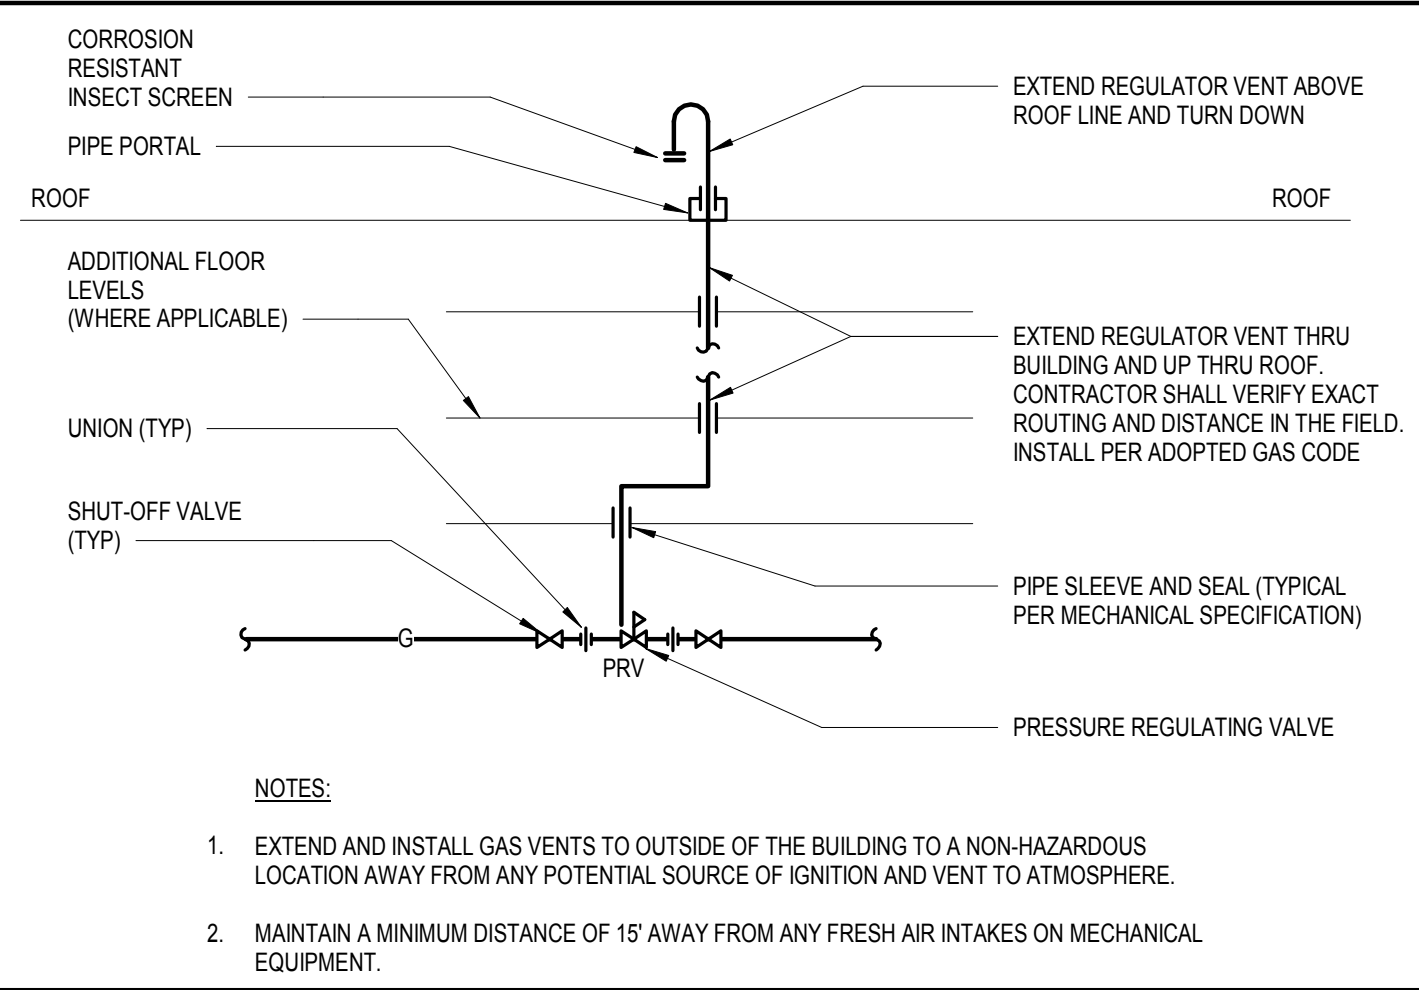 CORROSION
RESISTANT
INSECT SCREEN
PIPE PORTAL
ROOF
ADDITIONAL FLOOR
LEVELS
(WHERE APPLICABLE)
UNION (TYP)
SHUT-OFF VALVE
(TYP)
EXTEND REGULATOR VENT ABOVE
ROOF LINE AND TURN DOWN
ROOF
EXTEND REGULATOR VENT THRU
BUILDING AND UP THRU ROOF.
CONTRACTOR SHALL VERIFY EXACT
ROUTING AND DISTANCE IN THE FIELD.
INSTALL PER ADOPTED GAS CODE
PIPE SLEEVE AND SEAL (TYPICAL
PER MECHANICAL SPECIFICATION)
G
PRV
PRESSURE REGULATING VALVE
NOTES:
1. EXTEND AND INSTALL GAS VENTS TO OUTSIDE OF THE BUILDING TO A NON-HAZARDOUS
LOCATION AWAY FROM ANY POTENTIAL SOURCE OF IGNITION AND VENT TO ATMOSPHERE.
2. MAINTAIN A MINIMUM DISTANCE OF 15' AWAY FROM ANY FRESH AIR INTAKES ON MECHANICAL
EQUIPMENT.